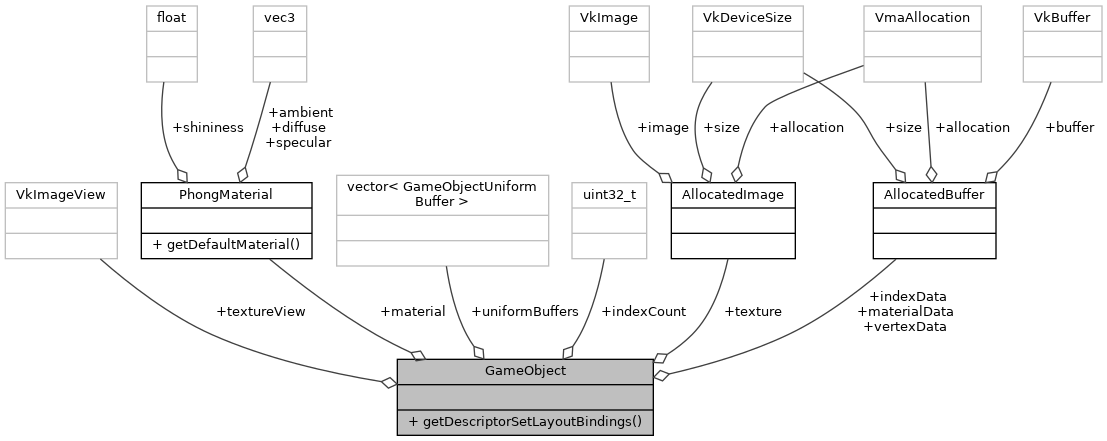 float
vec3
VkImage
VkDeviceSize
VmaAllocation
VkBuffer
+shininess
+ambient
+diffuse
+specular
+image
+size
+allocation
+size
+allocation
+buffer
VkImageView
PhongMaterial
+ getDefaultMaterial()
vector< GameObjectUniform
Buffer >
uint32_t
AllocatedImage
AllocatedBuffer
+textureView
+material
+uniformBuffers
+indexCount
+texture
+indexData
+materialData
+vertexData
GameObject
+ getDescriptorSetLayoutBindings()